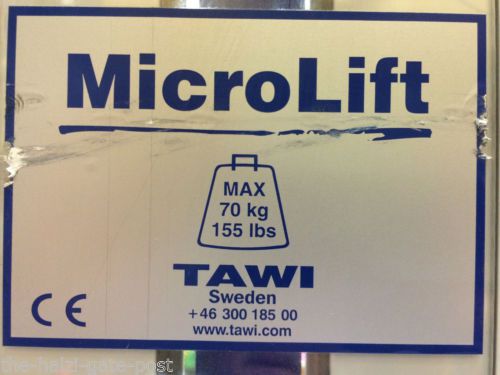 MicroLift
MAX
70 kg
155 lbs
TAWI
Sweden
+46 300 185 00
www.tawi.com
CE
the-halzi-gate-post